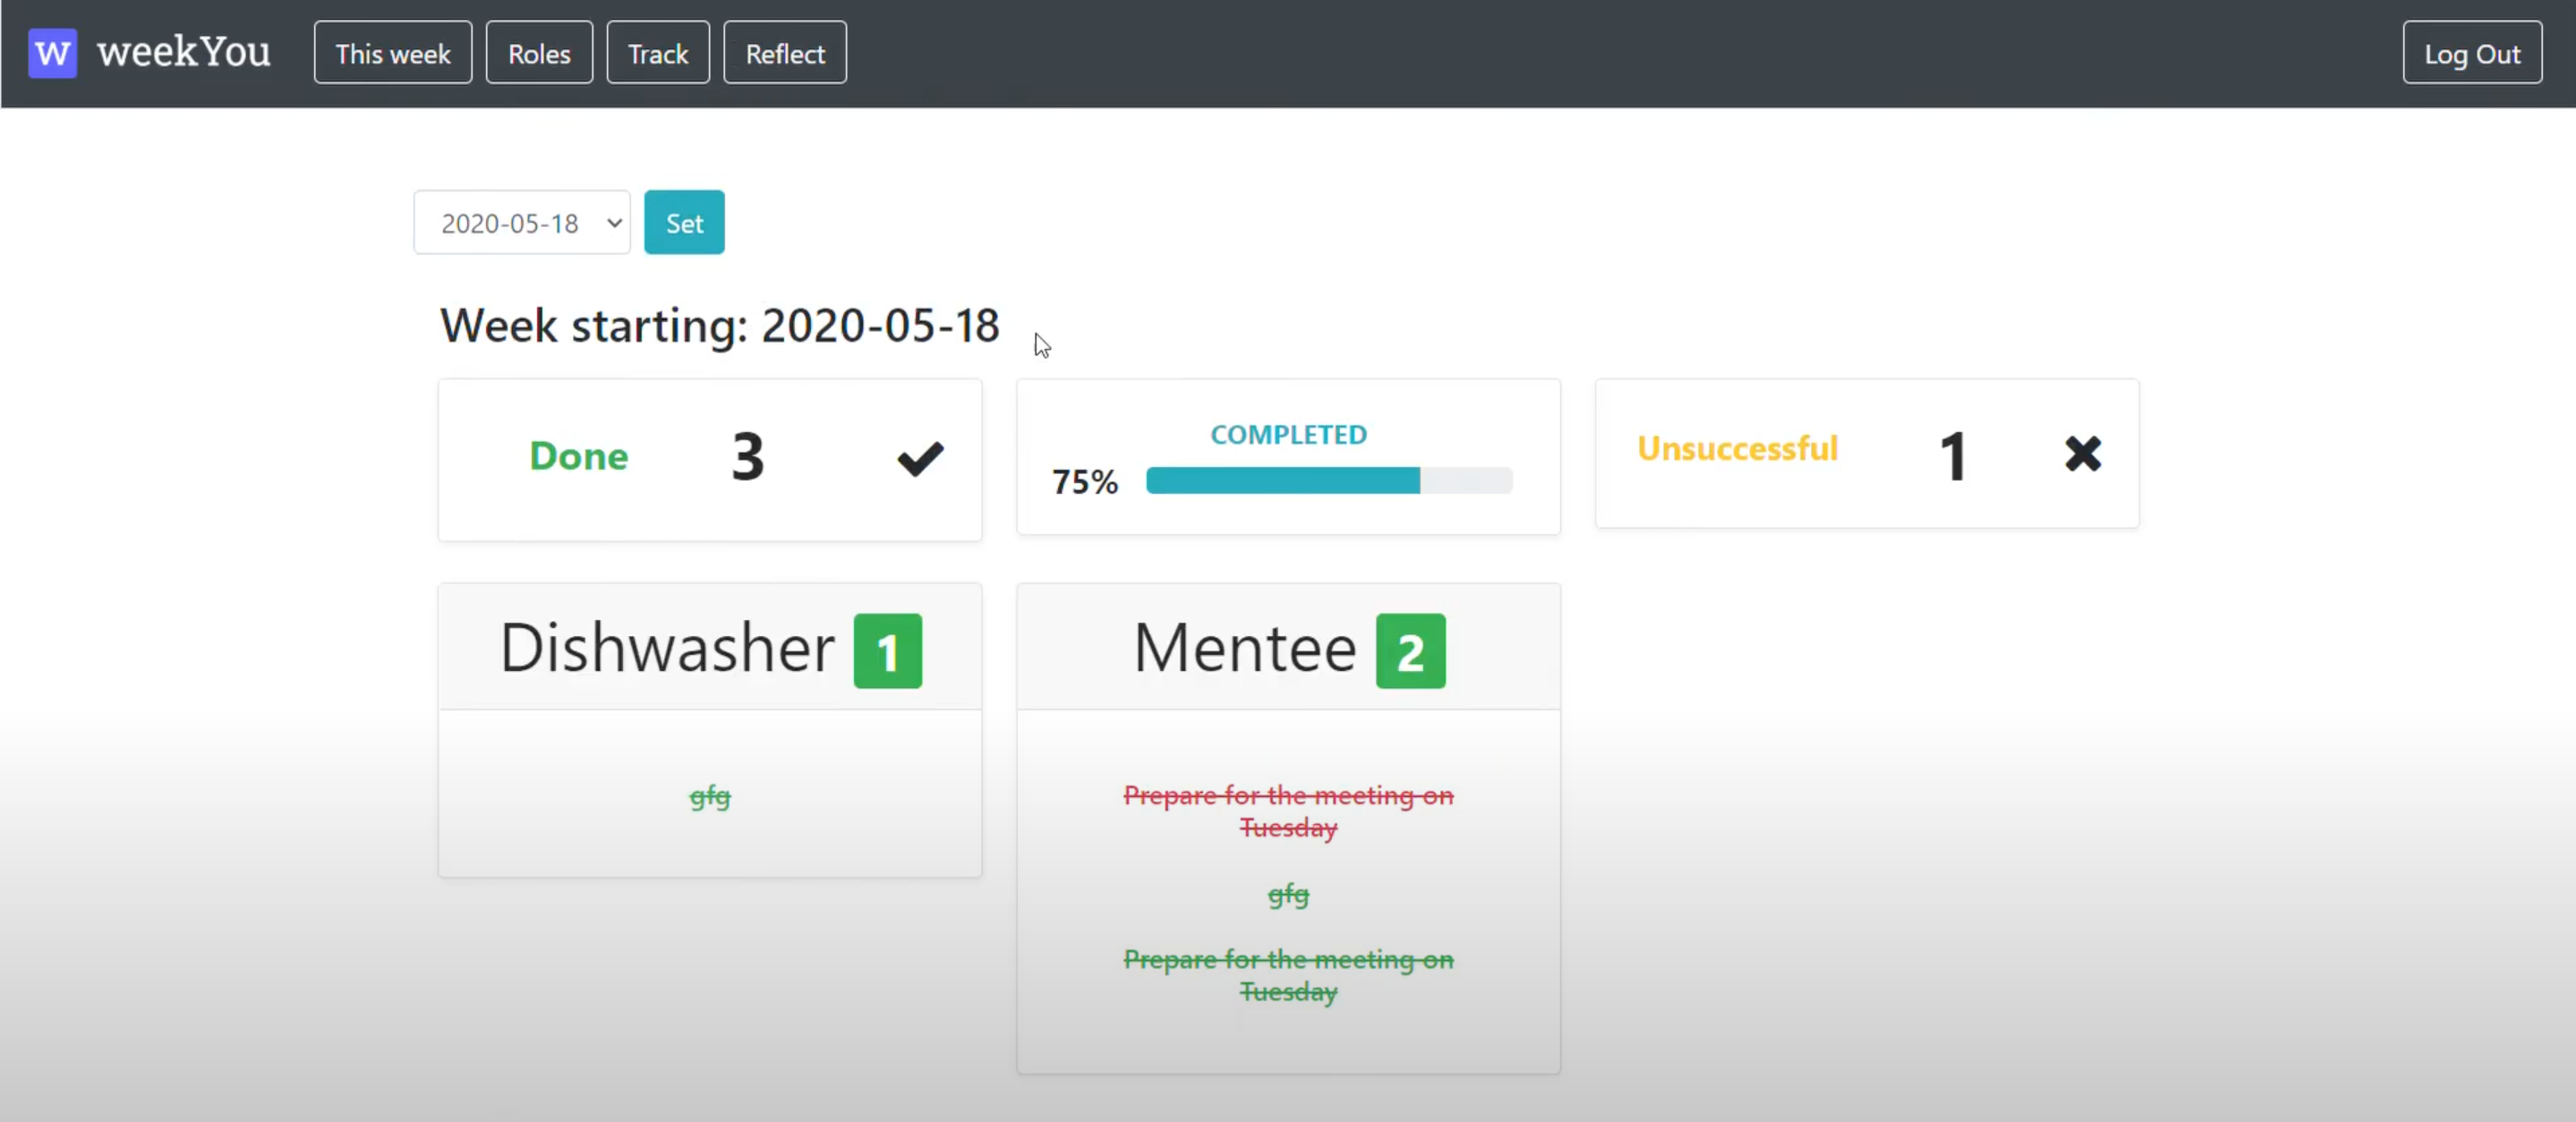 W weekYou This week Roles Track Reflect Log Out
2020-05-18 Set
Week starting: 2020-05-18
Done 3
COMPLETED
75%
Unsuccessful 1
Dishwasher 1
gfg
Mentee 2
Prepare for the meeting on
Tuesday
gfg
Prepare for the meeting on
Tuesday